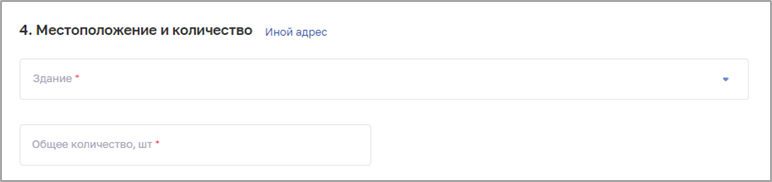 4. Местоположение и количество Иной адрес
Здание *
Общее количество, шт *